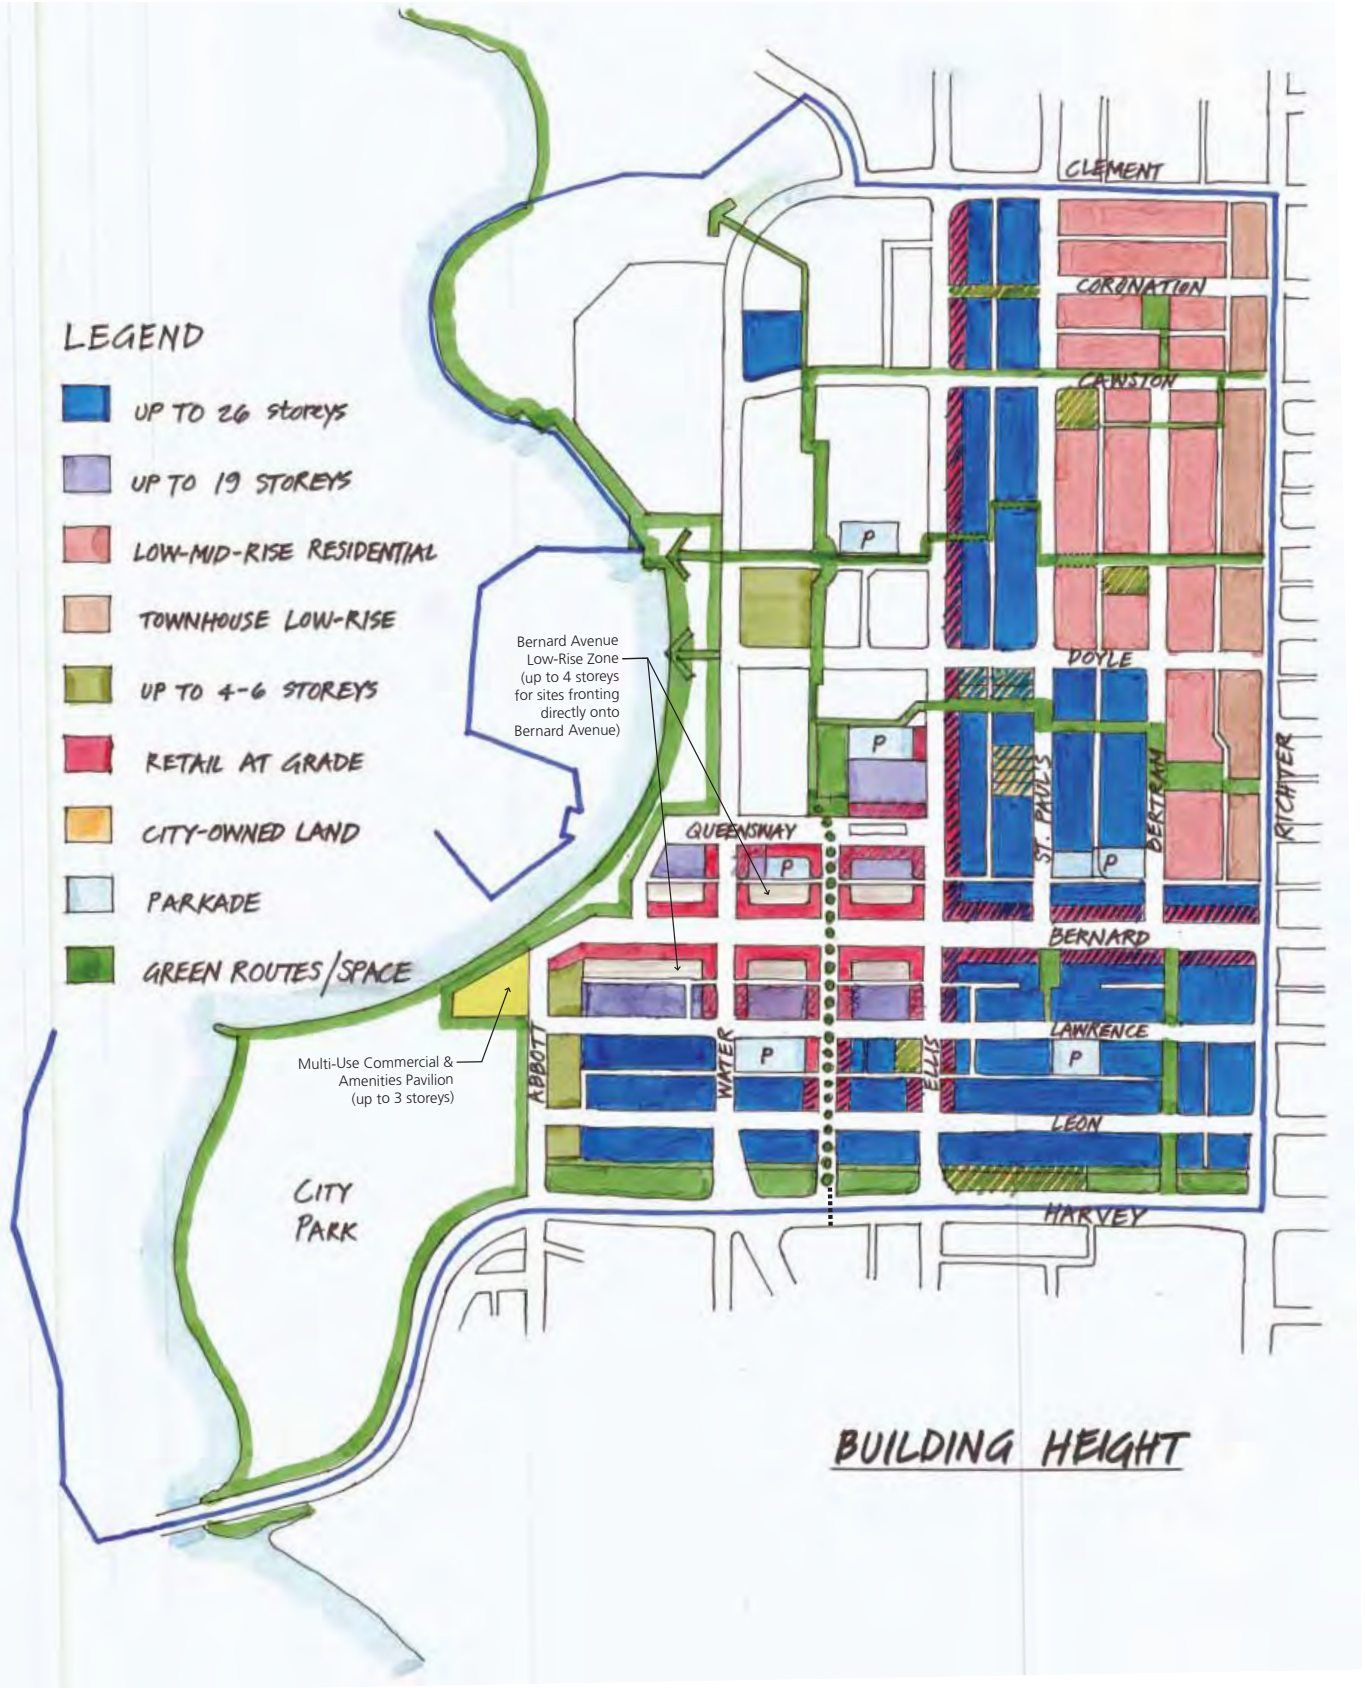 CLEMENT
CORONATION
LEGEND
UP TO 26 storeys
UP TO 19 STOREYS
LOW-MID-RISE RESIDENTIAL
TOWNHOUSE LOW-RISE
UP TO 4-6 STOREYS
RETAIL AT GRADE
CITY-OWNED LAND
PARKADE
GREEN ROUTES/SPACE
CAWSTON
P
Bernard Avenue
Low-Rise Zone
(up to 4 storeys
for sites fronting
directly onto
Bernard Avenue)
DOYLE
P
ST. PAULS
BERTRAM
RICHTER
QUEENSWAY
P
P
BERNARD
LAWRENCE
ABBOTT
WATER
P
ELLIS
P
Multi-Use Commercial &
Amenities Pavilion
(up to 3 storeys)
LEON
CITY
PARK
HARVEY
BUILDING HEIGHT